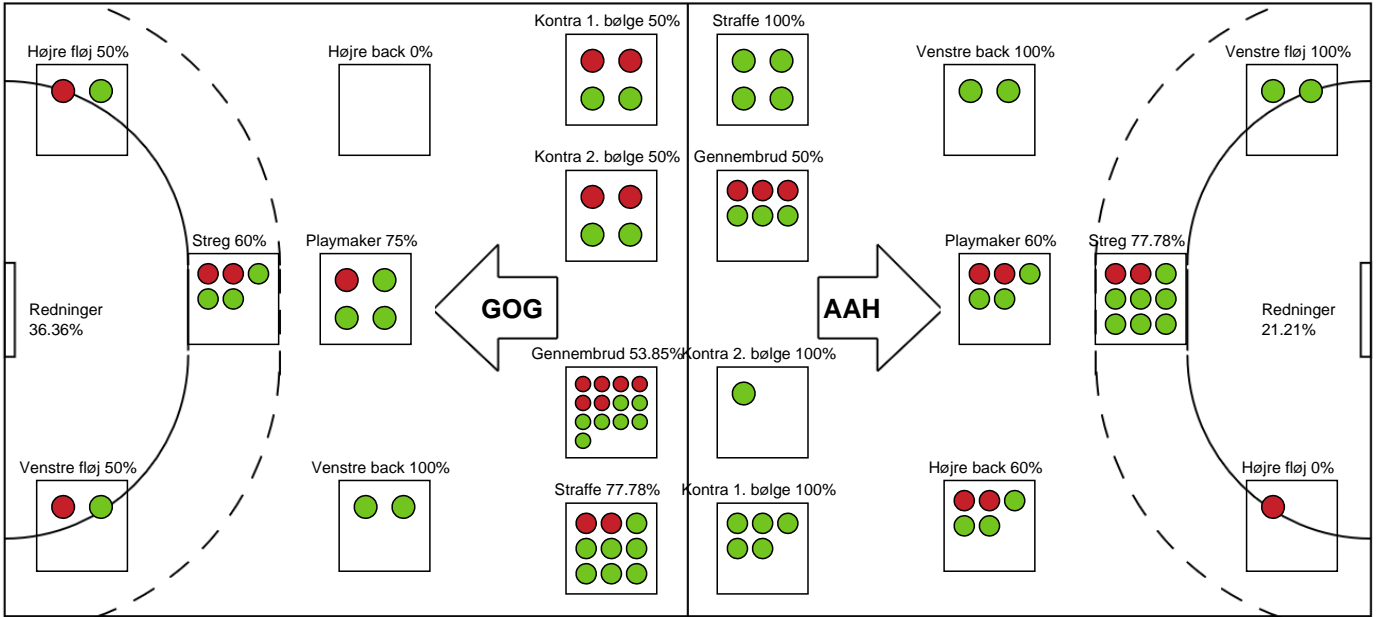 Kontra 1. bølge 50%
Straffe 100%
Højre fløj 50%
Højre back 0%
Venstre back 100%
Venstre fløj 100%
Kontra 2. bølge 50%
Gennembrud 50%
Streg 60%
Playmaker 75%
Playmaker 60%
Streg 77.78%
Redninger
36.36%
GOG
AAH
Redninger
21.21%
Gennembrud 53.85%
Kontra 2. bølge 100%
Venstre fløj 50%
Venstre back 100%
Højre back 60%
Højre fløj 0%
Straffe 77.78%
Kontra 1. bølge 100%